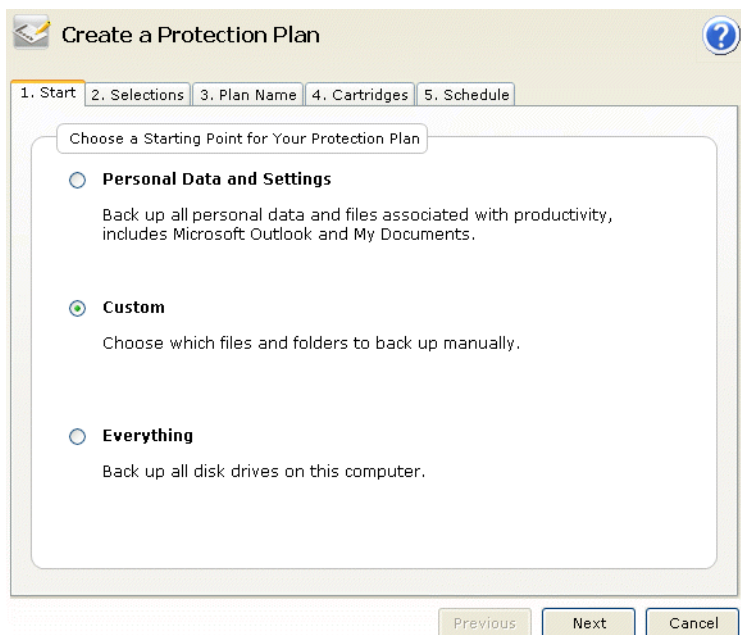 Create a Protection Plan
?
1. Start
2. Selections
3. Plan Name
4. Cartridges
5. Schedule
Choose a Starting Point for Your Protection Plan
Personal Data and Settings
Back up all personal data and files associated with productivity,
includes Microsoft Outlook and My Documents.
Custom
Choose which files and folders to back up manually.
Everything
Back up all disk drives on this computer.
Previous
Next
Cancel